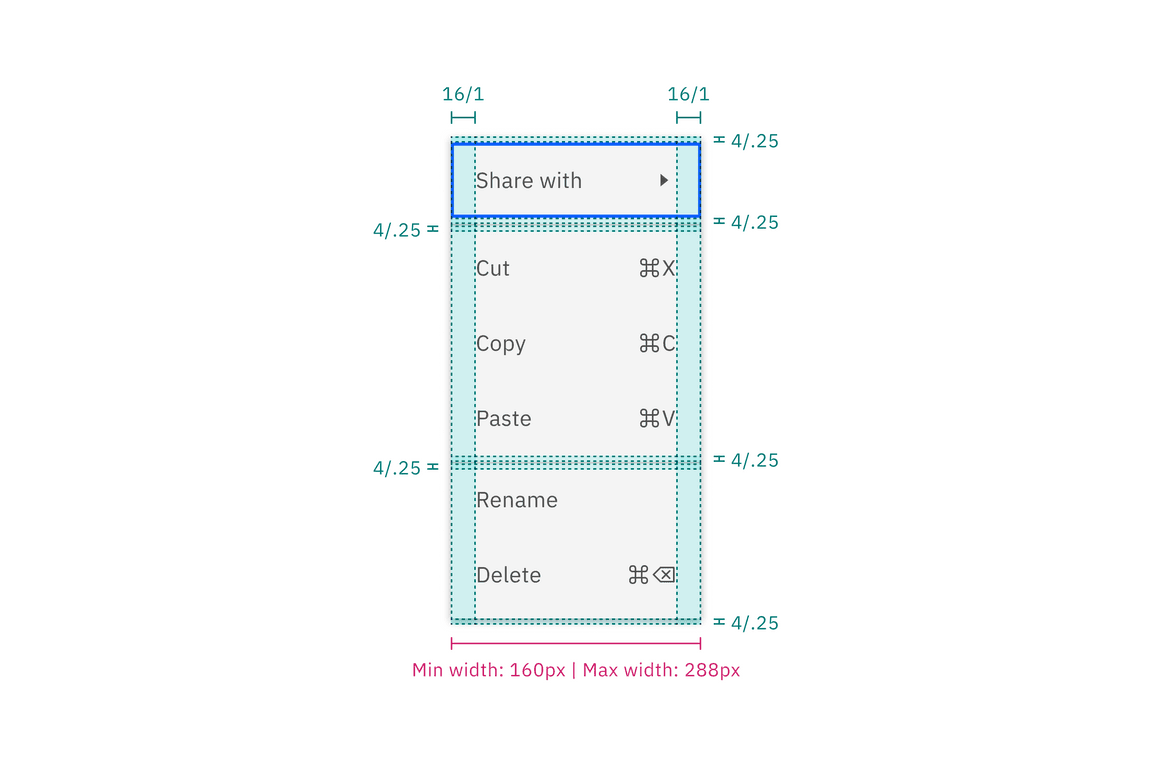 16/1 16/1
4/.25
Share with
4/.25
4/.25
Cut ⌘X
Copy ⌘C
Paste ⌘V
4/.25
4/.25
Rename
Delete ⌘⌫
4/.25
Min width: 160px | Max width: 288px